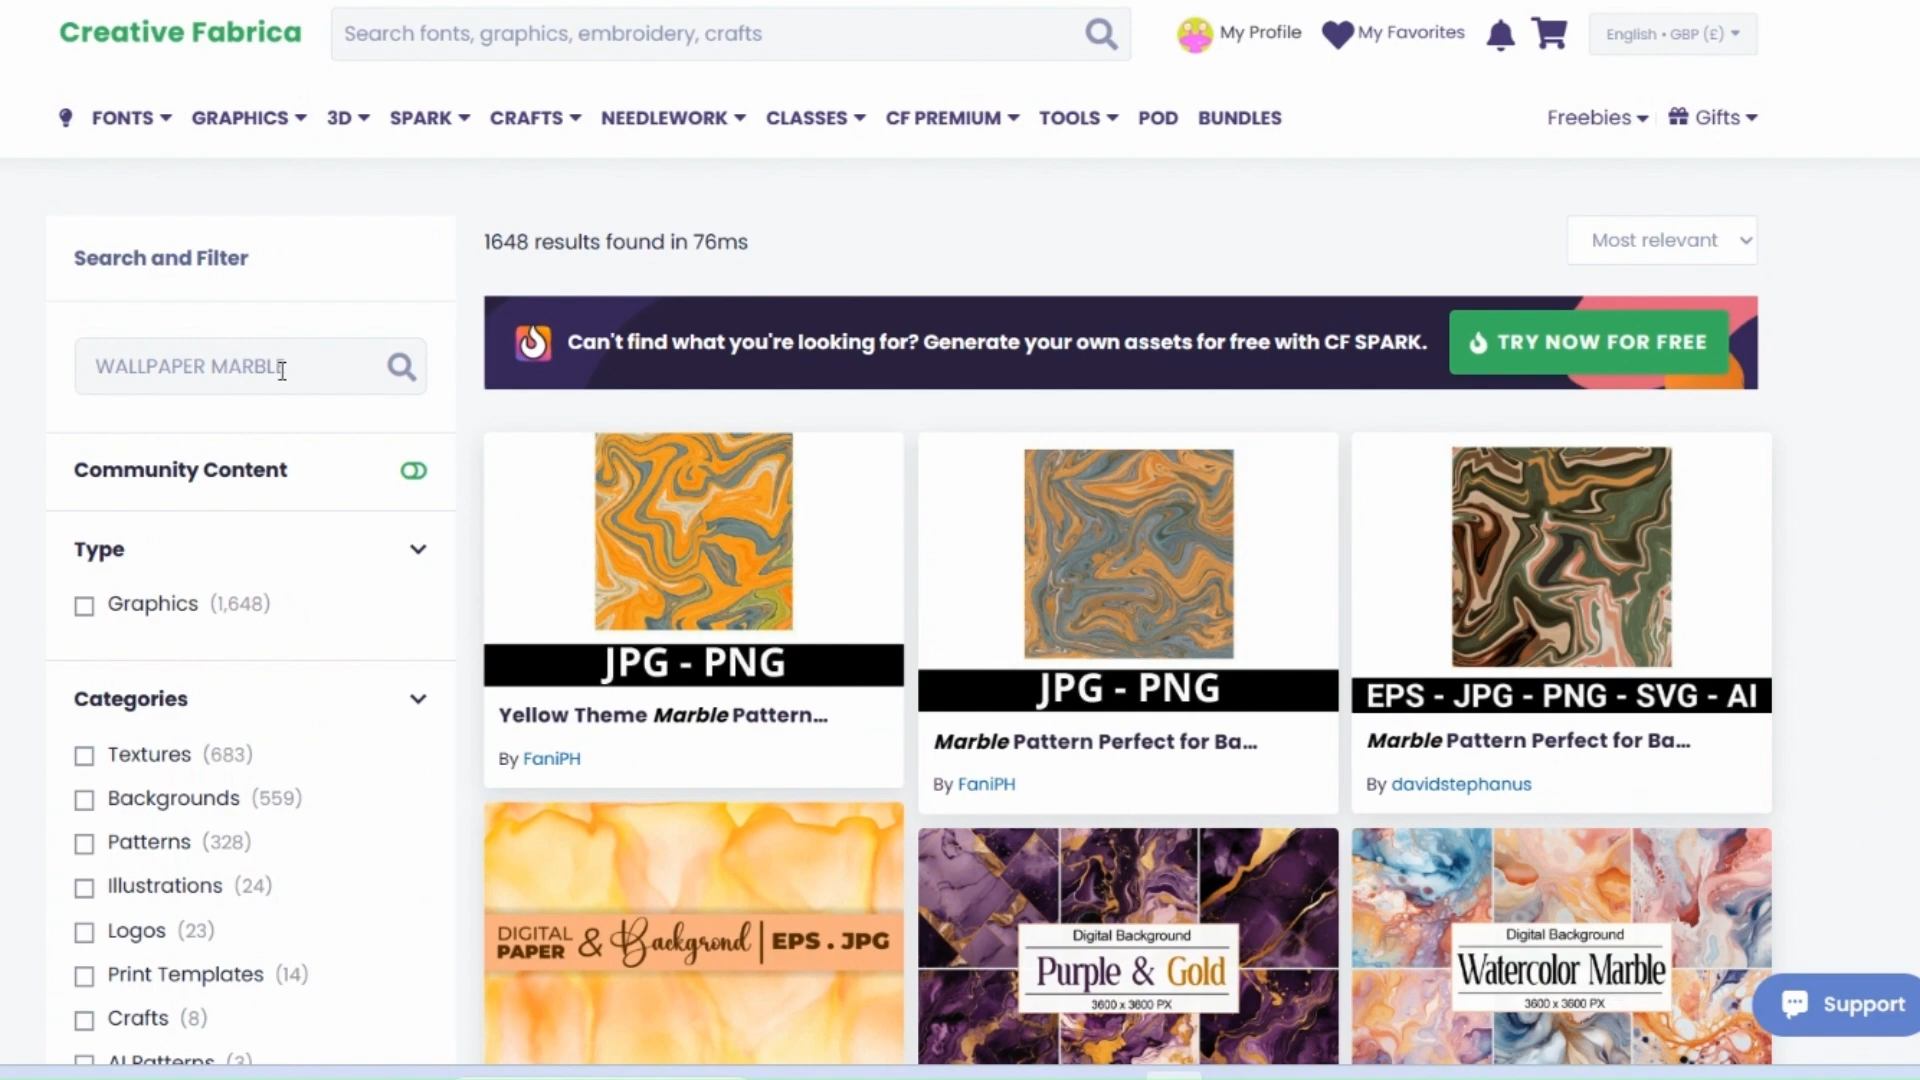 Creative Fabrica
Search fonts, graphics, embroidery, crafts
My Profile
My Favorites
English • GBP (£)
FONTS
GRAPHICS
3D
SPARK
CRAFTS
NEEDLEWORK
CLASSES
CF PREMIUM
TOOLS
POD
BUNDLES
Freebies
Gifts
Search and Filter
WALLPAPER MARBLE
Community Content
Type
Graphics (1,648)
Categories
Textures (683)
Backgrounds (559)
Patterns (328)
Illustrations (24)
Logos (23)
Print Templates (14)
Crafts (8)
AI Patterns (3)
1648 results found in 76ms
Most relevant
Can't find what you're looking for? Generate your own assets for free with CF SPARK.
TRY NOW FOR FREE
JPG - PNG
Yellow Theme Marble Pattern...
By FaniPH
JPG - PNG
Marble Pattern Perfect for Ba...
By FaniPH
EPS - JPG - PNG - SVG - AI
Marble Pattern Perfect for Ba...
By davidstephanus
DIGITAL PAPER & Backgrond | EPS . JPG
Digital Background
Purple & Gold
3600 x 3600 PX
Digital Background
Watercolor Marble
3600 x 3600 PX
Support